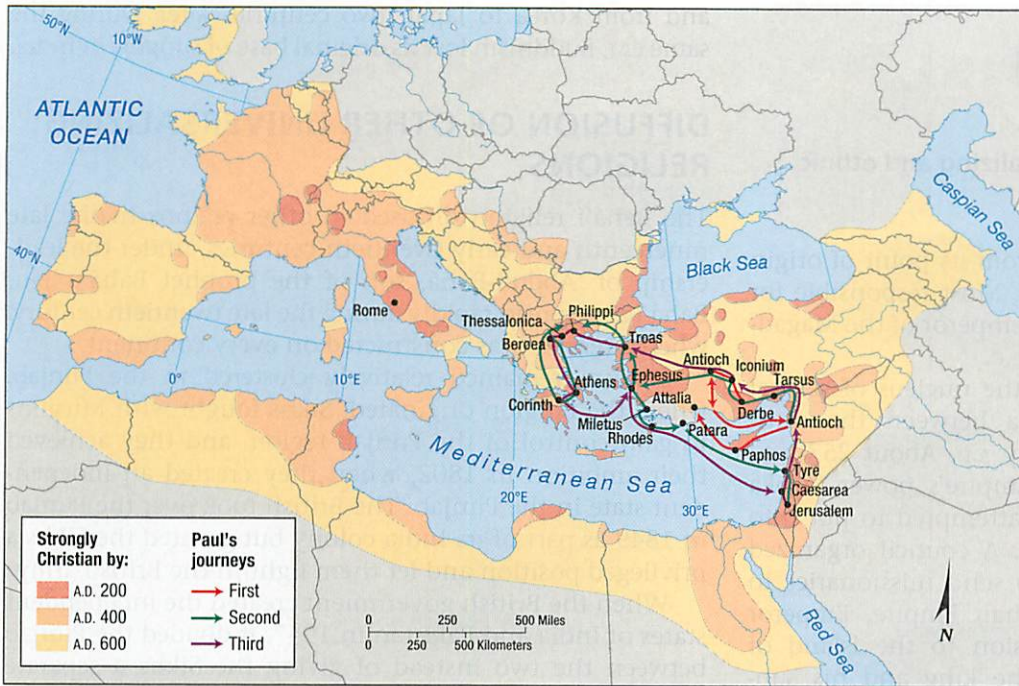 50°N
10°W
ATLANTIC
OCEAN
40°N
Caspian Sea
Black Sea
Rome
Philippi
Thessalonica
Beroea
Troas
Antioch
Iconium
Tarsus
Ephesus
Athens
Attalia
Derbe
Corinth
Miletus
Patara
Antioch
Rhodes
Paphos
0°
10°E
Tyre
Mediterranean Sea
Caesarea
20°E
30°E
Jerusalem
Strongly
Christian by:
A.D. 200
A.D. 400
A.D. 600
Paul's
journeys
First
Second
Third
0 250 500 Miles
0 250 500 Kilometers
Red Sea
N